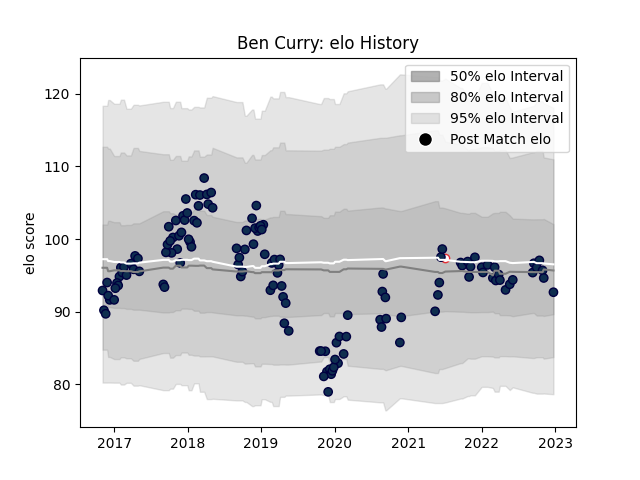 Ben Curry: elo History
50% elo Interval
80% elo Interval
95% elo Interval
Post Match elo
elo score
120
110
100
90
80
2017 2018 2019 2020 2021 2022 2023